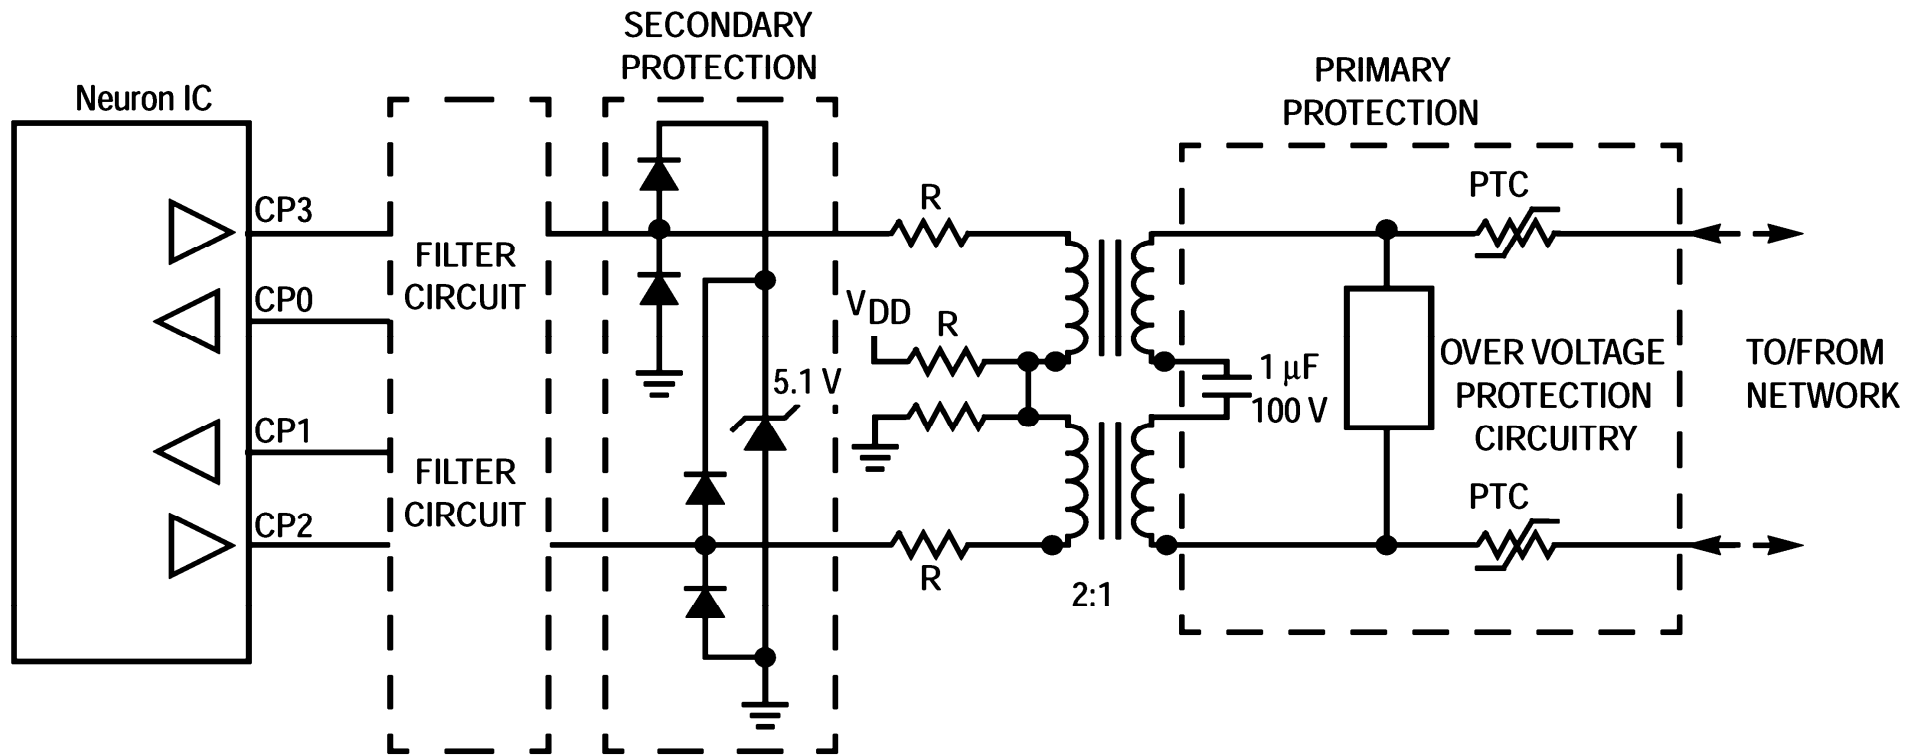 SECONDARY
PROTECTION
PRIMARY
PROTECTION
Neuron IC
CP3
CP0
CP1
CP2
FILTER
CIRCUIT
FILTER
CIRCUIT
5.1 V
R
VDD
R
R
2:1
1 µF
100 V
PTC
OVER VOLTAGE
PROTECTION
CIRCUITRY
PTC
TO/FROM
NETWORK